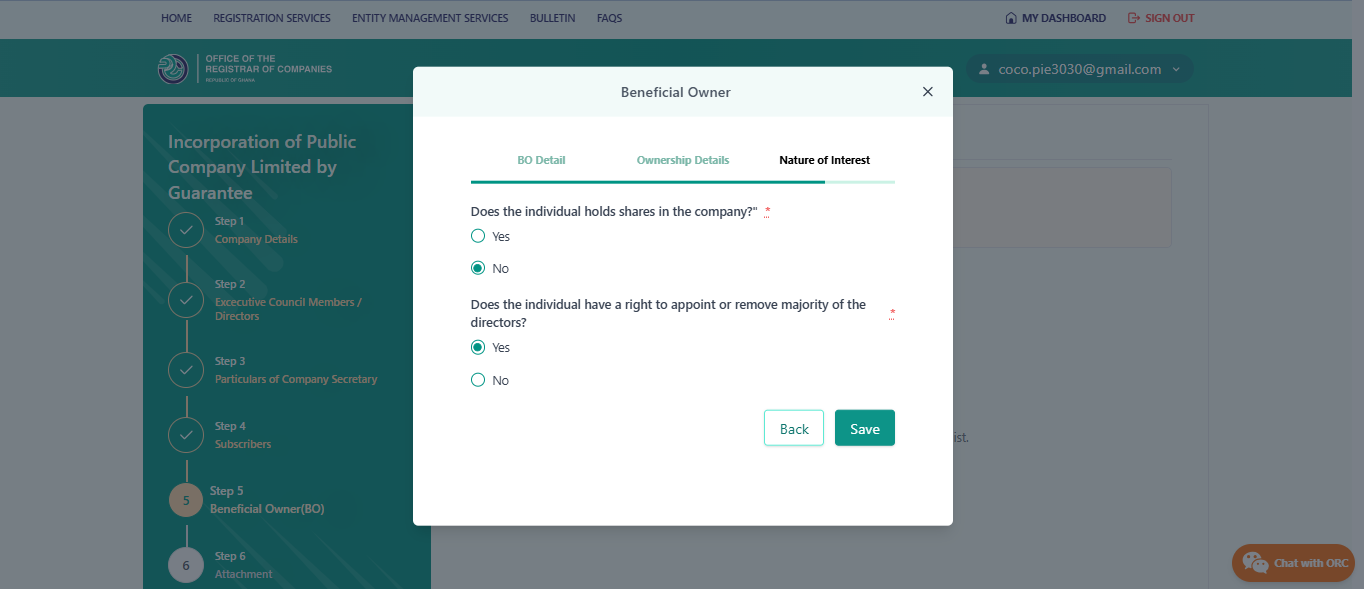 HOME REGISTRATION SERVICES ENTITY MANAGEMENT SERVICES BULLETIN FAQS MY DASHBOARD SIGN OUT
OFFICE OF THE
REGISTRAR OF COMPANIES
REPUBLIC OF GHANA
coco.pie3030@gmail.com
Incorporation of Public
Company Limited by
Guarantee
Step 1
Company Details
Step 2
Excecutive Council Members /
Directors
Step 3
Particulars of Company Secretary
Step 4
Subscribers
5
Step 5
Beneficial Owner(BO)
6
Step 6
Attachment
Beneficial Owner
BO Detail Ownership Details Nature of Interest
Does the individual holds shares in the company?" *
Yes
No
Does the individual have a right to appoint or remove majority of the
directors? *
Yes
No
Back Save
ist.
Chat with ORC